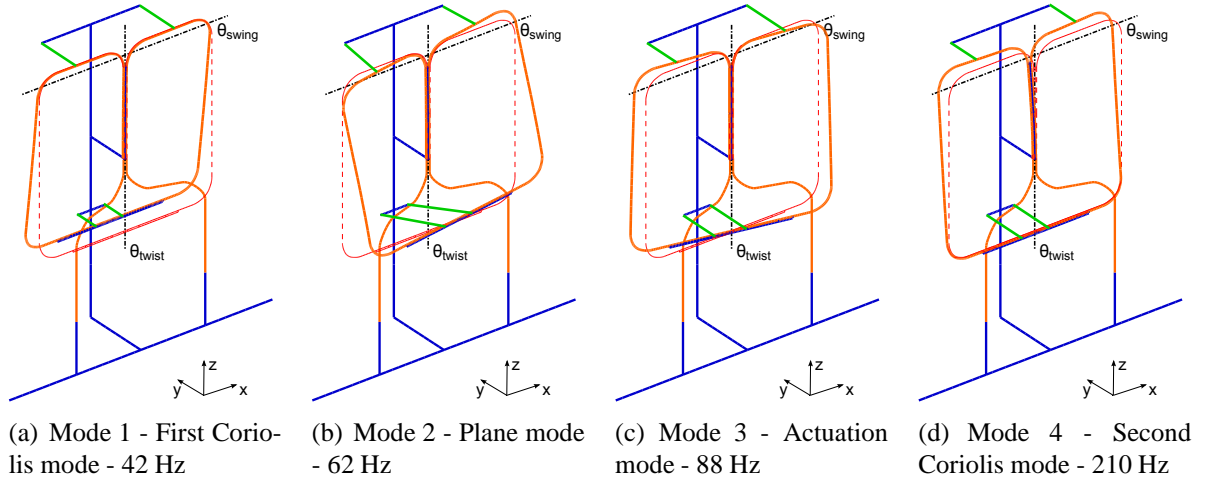 θswing
θtwist
z
y
x
(a) Mode 1 - First Corio-
lis mode - 42 Hz
θswing
θtwist
z
y
x
(b) Mode 2 - Plane mode
- 62 Hz
θswing
θtwist
z
y
x
(c) Mode 3 - Actuation
mode - 88 Hz
θswing
θtwist
z
y
x
(d) Mode 4 - Second
Coriolis mode - 210 Hz